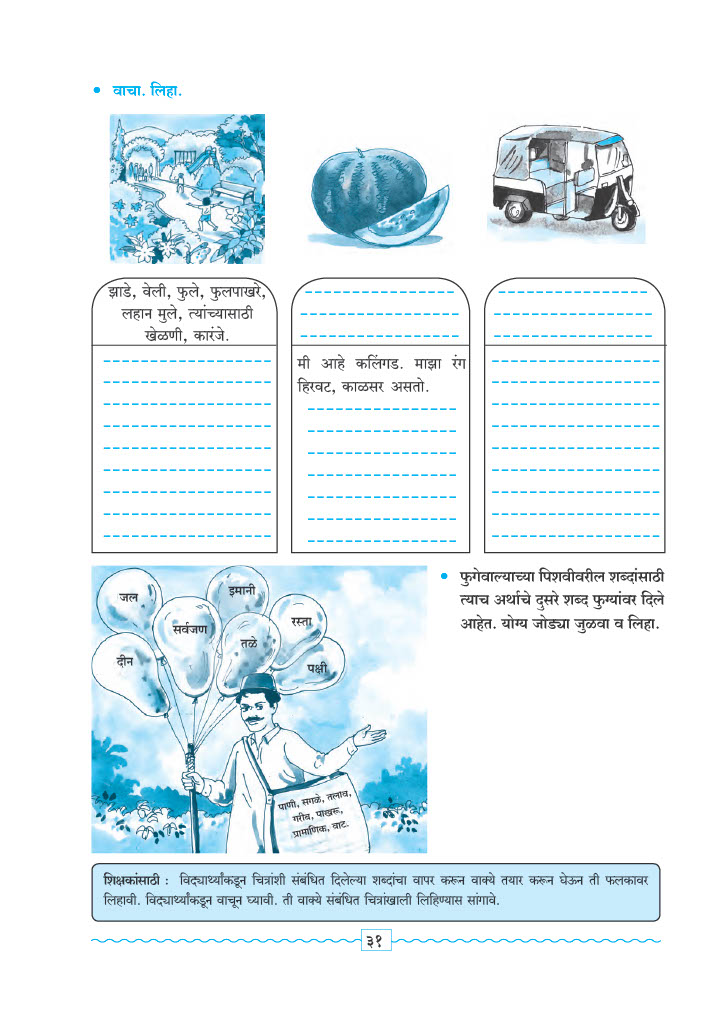 • वाचा. लिहा.
झाडे, वेली, फुले, फुलपाखरे,
लहान मुले, त्यांच्यासाठी
खेळणी, कारंजे.
मी आहे कलिंगड. माझा रंग
हिरवट, काळसर असतो.
जल
इमानी
सर्वजण
रस्ता
तळे
दीन
पक्षी
पाणी, सगळे, तलाव,
गरीब, पाखरू,
प्रामाणिक, वाट.
• फुगेवाल्याच्या पिशवीवरील शब्दांसाठी
त्याच अर्थाचे दुसरे शब्द फुग्यांवर दिले
आहेत. योग्य जोड्या जुळवा व लिहा.
शिक्षकांसाठी : विद्यार्थ्यांकडून चित्रांशी संबंधित दिलेल्या शब्दांचा वापर करून वाक्ये तयार करून घेऊन ती फलकावर
लिहावी. विद्यार्थ्यांकडून वाचून घ्यावी. ती वाक्ये संबंधित चित्रांखाली लिहिण्यास सांगावे.
३१